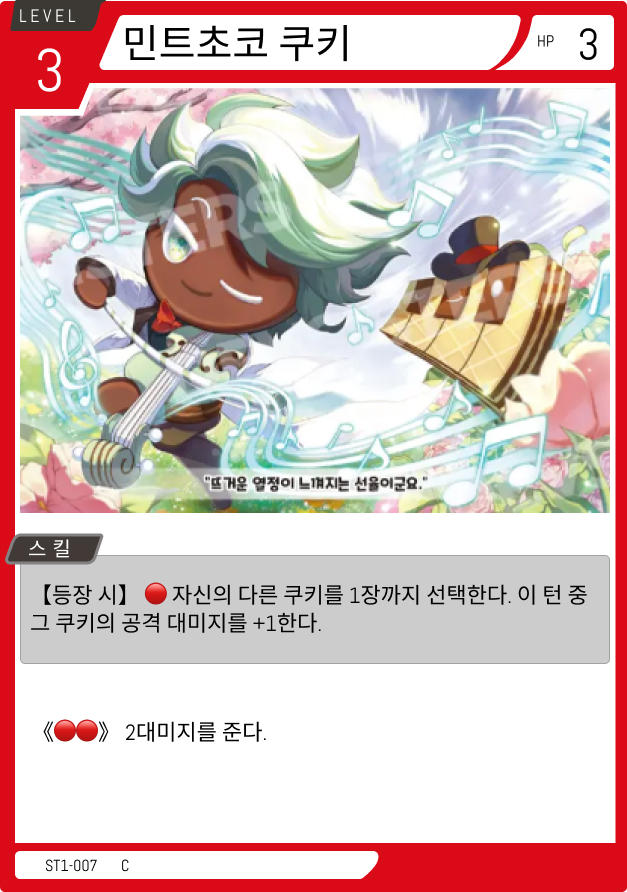 LEVEL
3
민트초코 쿠키
HP 3
"뜨거운 열정이 느껴지는 선율이군요."
스킬
【등장 시】 🔴 자신의 다른 쿠키를 1장까지 선택한다. 이 턴 중
그 쿠키의 공격 대미지를 +1한다.
《🔴🔴》 2대미지를 준다.
ST1-007 C